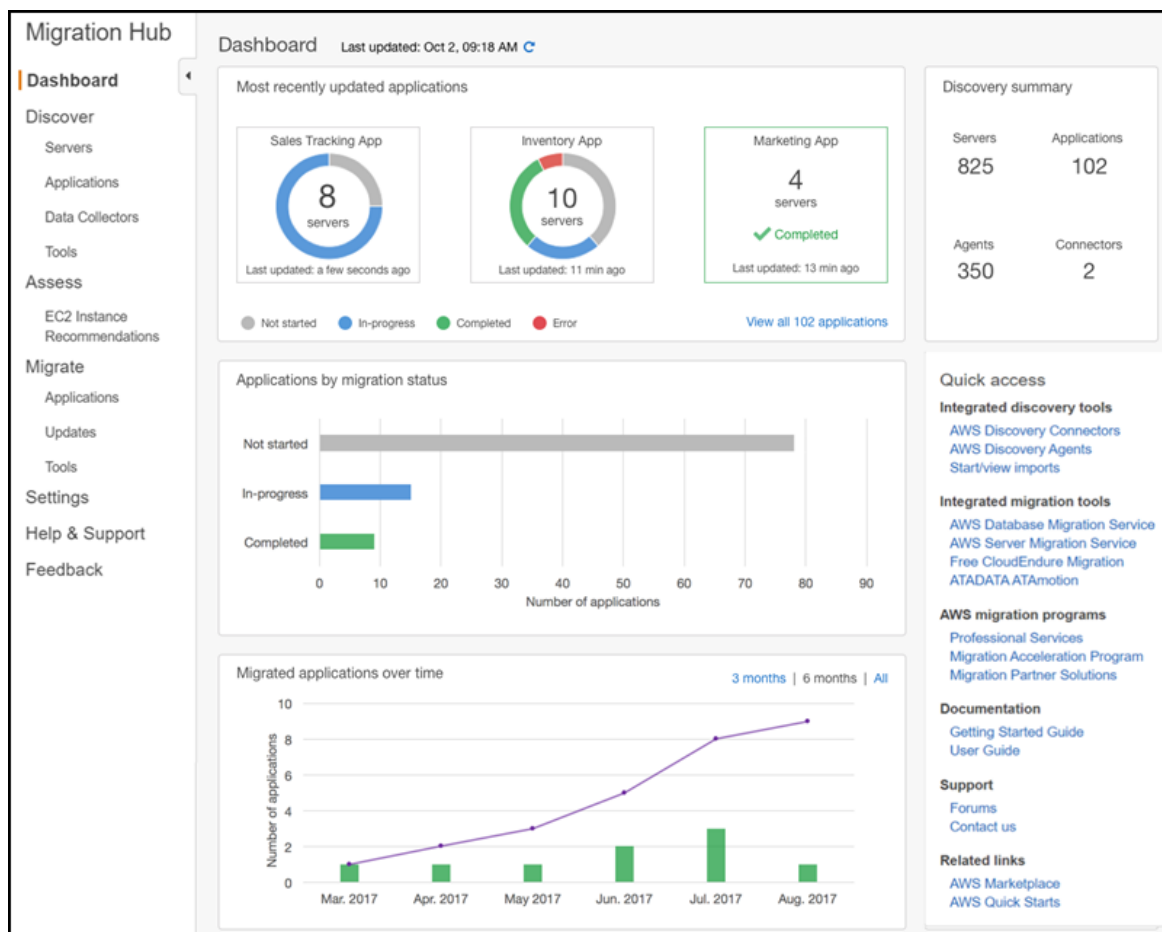 Migration Hub
Dashboard
Discover
Servers
Applications
Data Collectors
Tools
Assess
EC2 Instance
Recommendations
Migrate
Applications
Updates
Tools
Settings
Help & Support
Feedback
Dashboard Last updated: Oct 2, 09:18 AM
Most recently updated applications
Sales Tracking App
8
servers
Last updated: a few seconds ago
Inventory App
10
servers
Last updated: 11 min ago
Marketing App
4
servers
Completed
Last updated: 13 min ago
Not started In-progress Completed Error
View all 102 applications
Discovery summary
Servers Applications
825 102
Agents Connectors
350 2
Applications by migration status
Not started
In-progress
Completed
0 10 20 30 40 50 60 70 80 90
Number of applications
Migrated applications over time
3 months | 6 months | All
Number of applications
10
8
6
4
2
0
Mar. 2017 Apr. 2017 May 2017 Jun. 2017 Jul. 2017 Aug. 2017
Quick access
Integrated discovery tools
AWS Discovery Connectors
AWS Discovery Agents
Start/view imports
Integrated migration tools
AWS Database Migration Service
AWS Server Migration Service
Free CloudEndure Migration
ATADATA ATAmotion
AWS migration programs
Professional Services
Migration Acceleration Program
Migration Partner Solutions
Documentation
Getting Started Guide
User Guide
Support
Forums
Contact us
Related links
AWS Marketplace
AWS Quick Starts